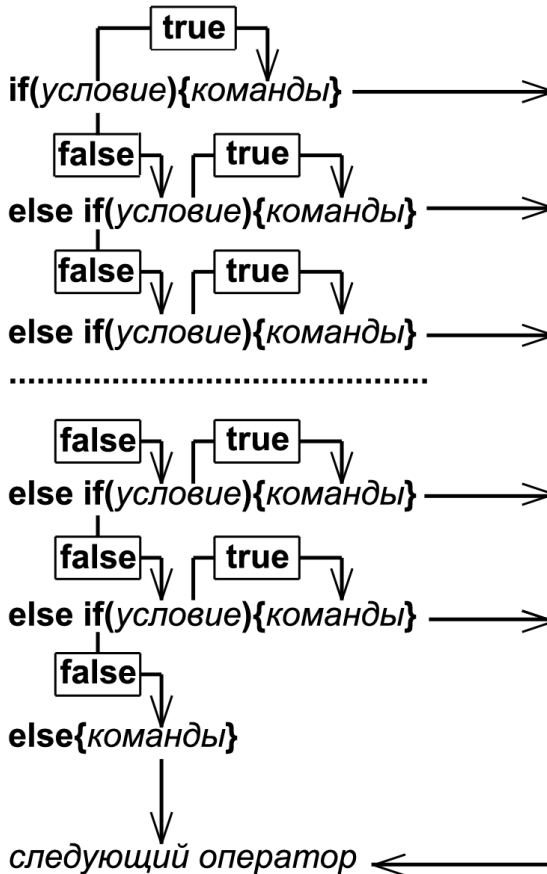 true
if(условие){команды}
false true
else if(условие){команды}
false true
else if(условие){команды}
false true
else if(условие){команды}
false true
else if(условие){команды}
false
else{команды}
следующий оператор